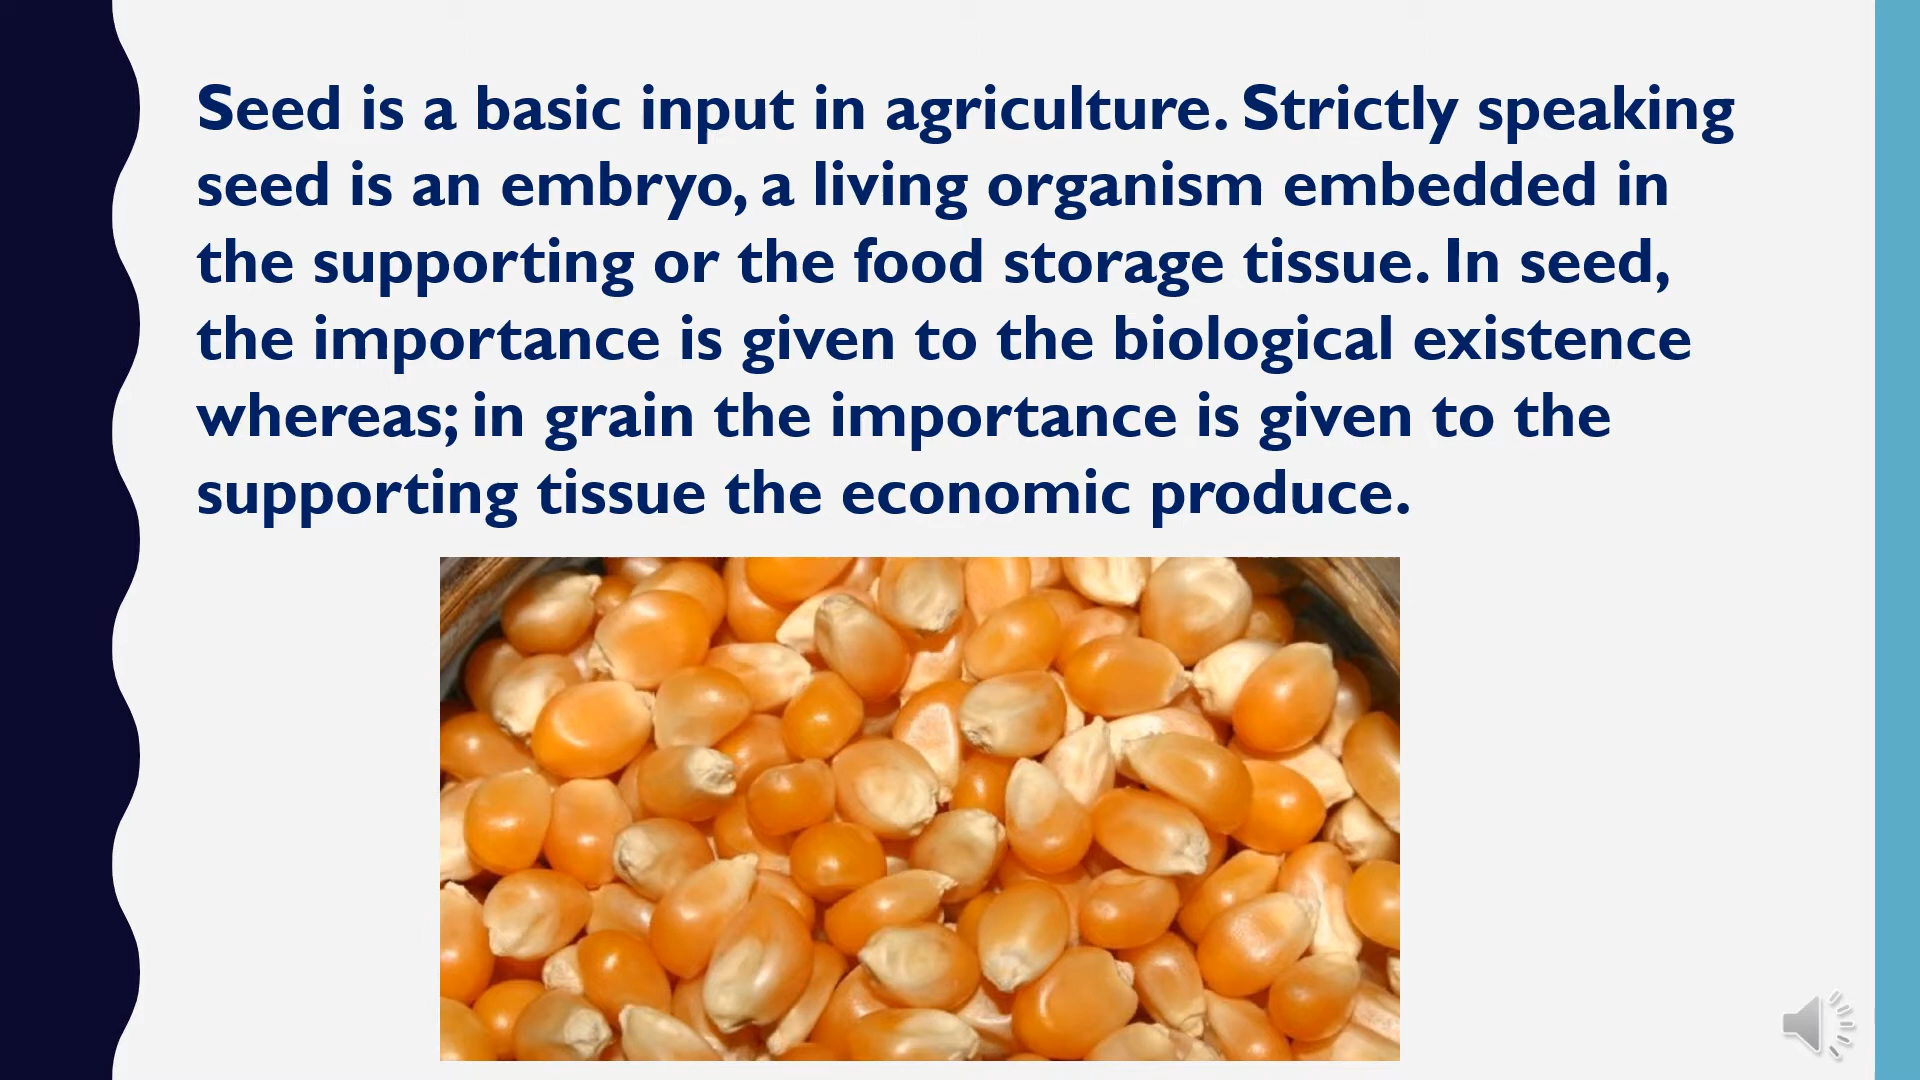 Seed is a basic input in agriculture. Strictly speaking
seed is an embryo, a living organism embedded in
the supporting or the food storage tissue. In seed,
the importance is given to the biological existence
whereas; in grain the importance is given to the
supporting tissue the economic produce.